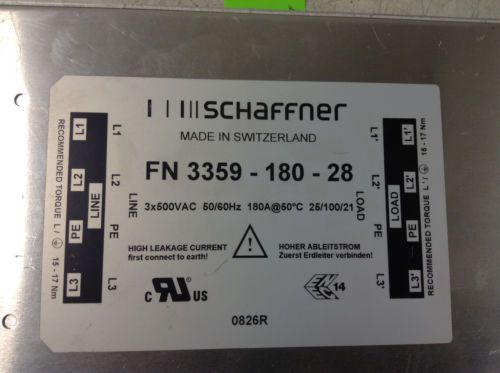 SCHAFFNER
MADE IN SWITZERLAND
FN 3359 - 180 - 28
3x500VAC 50/60Hz 180A@50°C 25/100/21
HIGH LEAKAGE CURRENT
first connect to earth!
HOHER ABLEITSTROM
Zuerst Erdleiter verbinden!
C RU US
14
0826R
RECOMMENDED TORQUE L / 15 - 17 Nm
L1
L2
PE
L3
LINE
L1
L2
PE
L3
LINE
LOAD
L1'
L2'
PE
L3'
LOAD
L1'
L2'
PE
L3'
RECOMMENDED TORQUE L' / 15 - 17 Nm